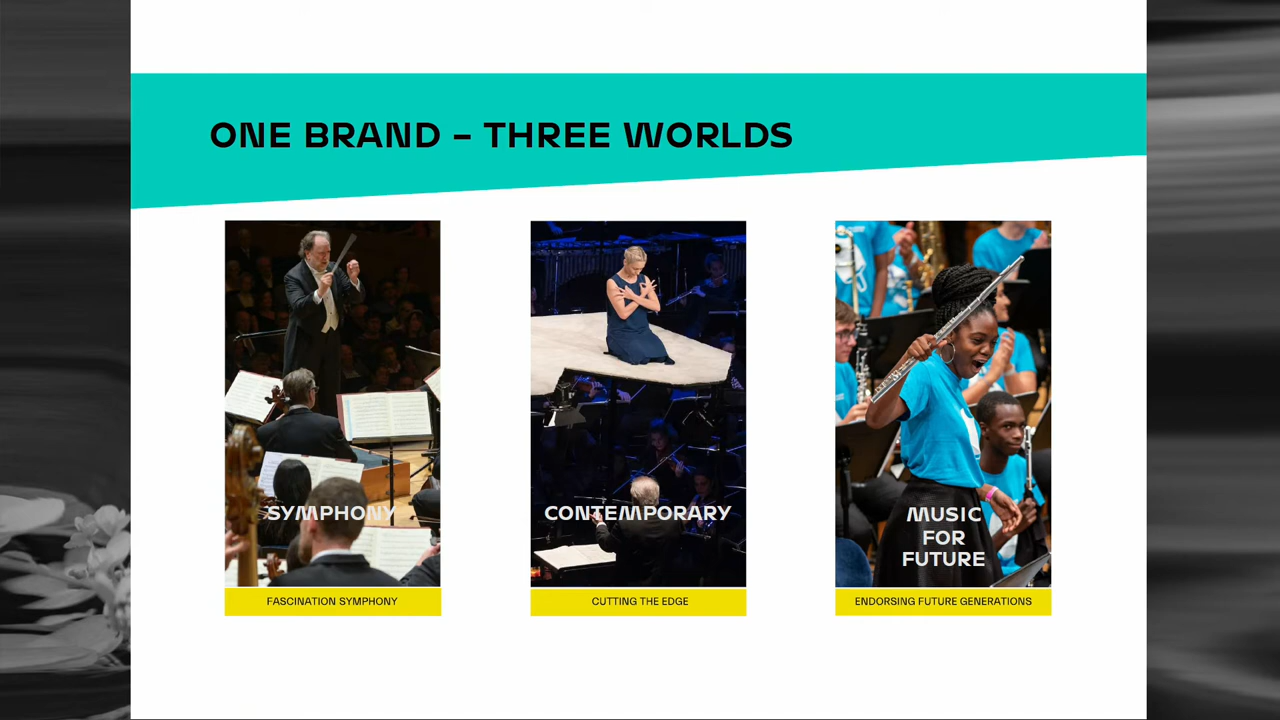 ONE BRAND – THREE WORLDS
SYMPHONY
FASCINATION SYMPHONY
CONTEMPORARY
CUTTING THE EDGE
MUSIC
FOR
FUTURE
ENDORSING FUTURE GENERATIONS